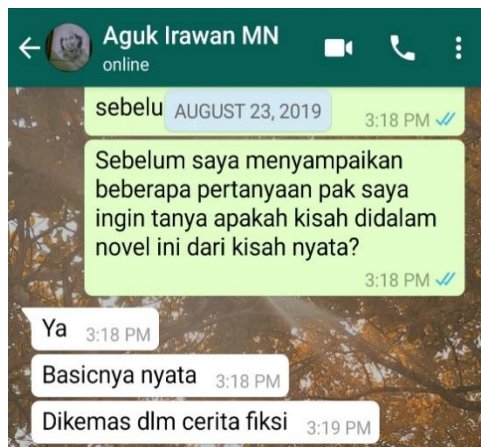 Aguk Irawan MN
online
sebelu
AUGUST 23, 2019
3:18 PM
Sebelum saya menyampaikan
beberapa pertanyaan pak saya
ingin tanya apakah kisah didalam
novel ini dari kisah nyata?
3:18 PM
Ya 3:18 PM
Basicnya nyata 3:18 PM
Dikemas dlm cerita fiksi 3:19 PM